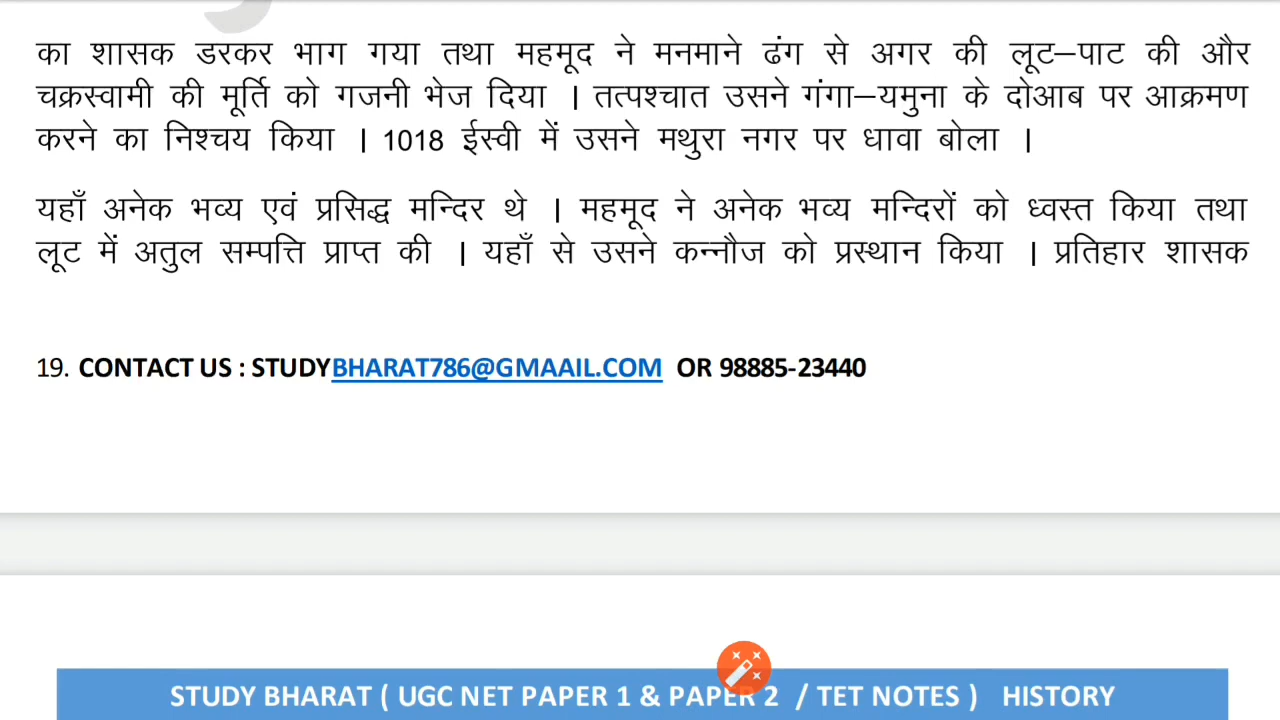 का शासक डरकर भाग गया तथा महमूद ने मनमाने ढंग से अगर की लूट–पाट की और
चक्रस्वामी की मूर्ति को गजनी भेज दिया । तत्पश्चात उसने गंगा–यमुना के दोआब पर आक्रमण
करने का निश्चय किया । 1018 ईस्वी में उसने मथुरा नगर पर धावा बोला ।
यहाँ अनेक भव्य एवं प्रसिद्ध मन्दिर थे । महमूद ने अनेक भव्य मन्दिरों को ध्वस्त किया तथा
लूट में अतुल सम्पत्ति प्राप्त की । यहाँ से उसने कन्नौज को प्रस्थान किया । प्रतिहार शासक
19. CONTACT US : STUDYBHARAT786@GMAAIL.COM OR 98885-23440
STUDY BHARAT ( UGC NET PAPER 1 & PAPER 2 / TET NOTES ) HISTORY